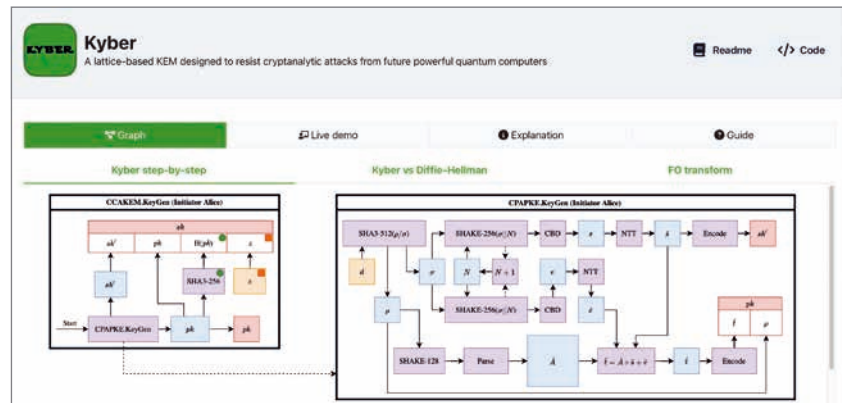 KYBER
Kyber
A lattice-based KEM designed to resist cryptanalytic attacks from future powerful quantum computers
Readme
</> Code
Graph
Live demo
Explanation
Guide
Kyber step-by-step
Kyber vs Diffie-Hellman
FO transform
CCAKEM.KeyGen (Initiator Alice)
sk
sk' pk H(pk) z
sk' SHA3-256 z
Start CPAPKE.KeyGen pk pk
CPAPKE.KeyGen (Initiator Alice)
SHA3-512(ρ/σ) SHAKE-256(σ||N) CBD s NTT ŝ Encode sk'
d σ N N + 1 e NTT
ρ SHAKE-256(σ||N) CBD ê
pk
t̂ ρ
SHAKE-128 Parse Â t̂ = Â ∘ ŝ + ê t̂ Encode